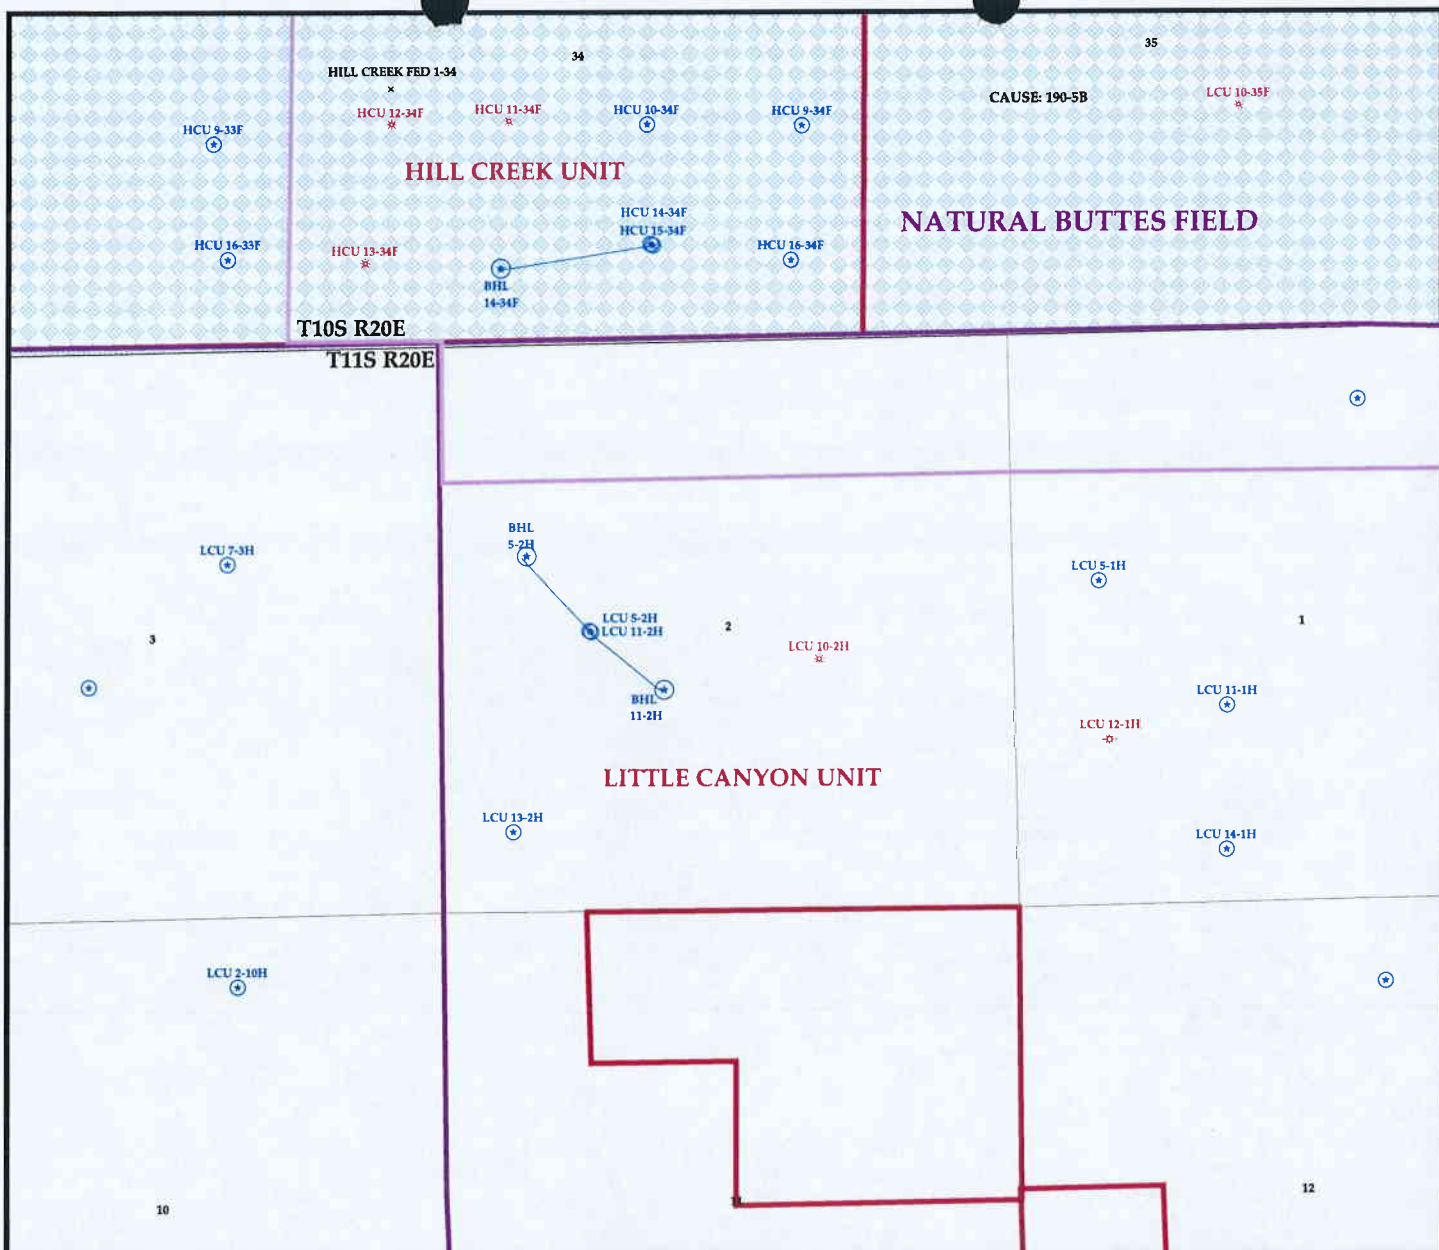 34
35
HILL CREEK FED 1-34
CAUSE: 190-5B
LCU 10-35F
HCU 12-34F
HCU 11-34F
HCU 10-34F
HCU 9-34F
HCU 9-33F
HILL CREEK UNIT
HCU 14-34F
HCU 15-34F
NATURAL BUTTES FIELD
HCU 16-33F
HCU 13-34F
HCU 16-34F
BHL
14-34F
T10S R20E
T11S R20E
BHL
5-2H
LCU 7-3H
LCU 5-1H
LCU 5-2H
LCU 11-2H
2
1
3
LCU 10-2H
BHL
11-2H
LCU 11-1H
LCU 12-1H
LITTLE CANYON UNIT
LCU 13-2H
LCU 14-1H
LCU 2-10H
12
11
10